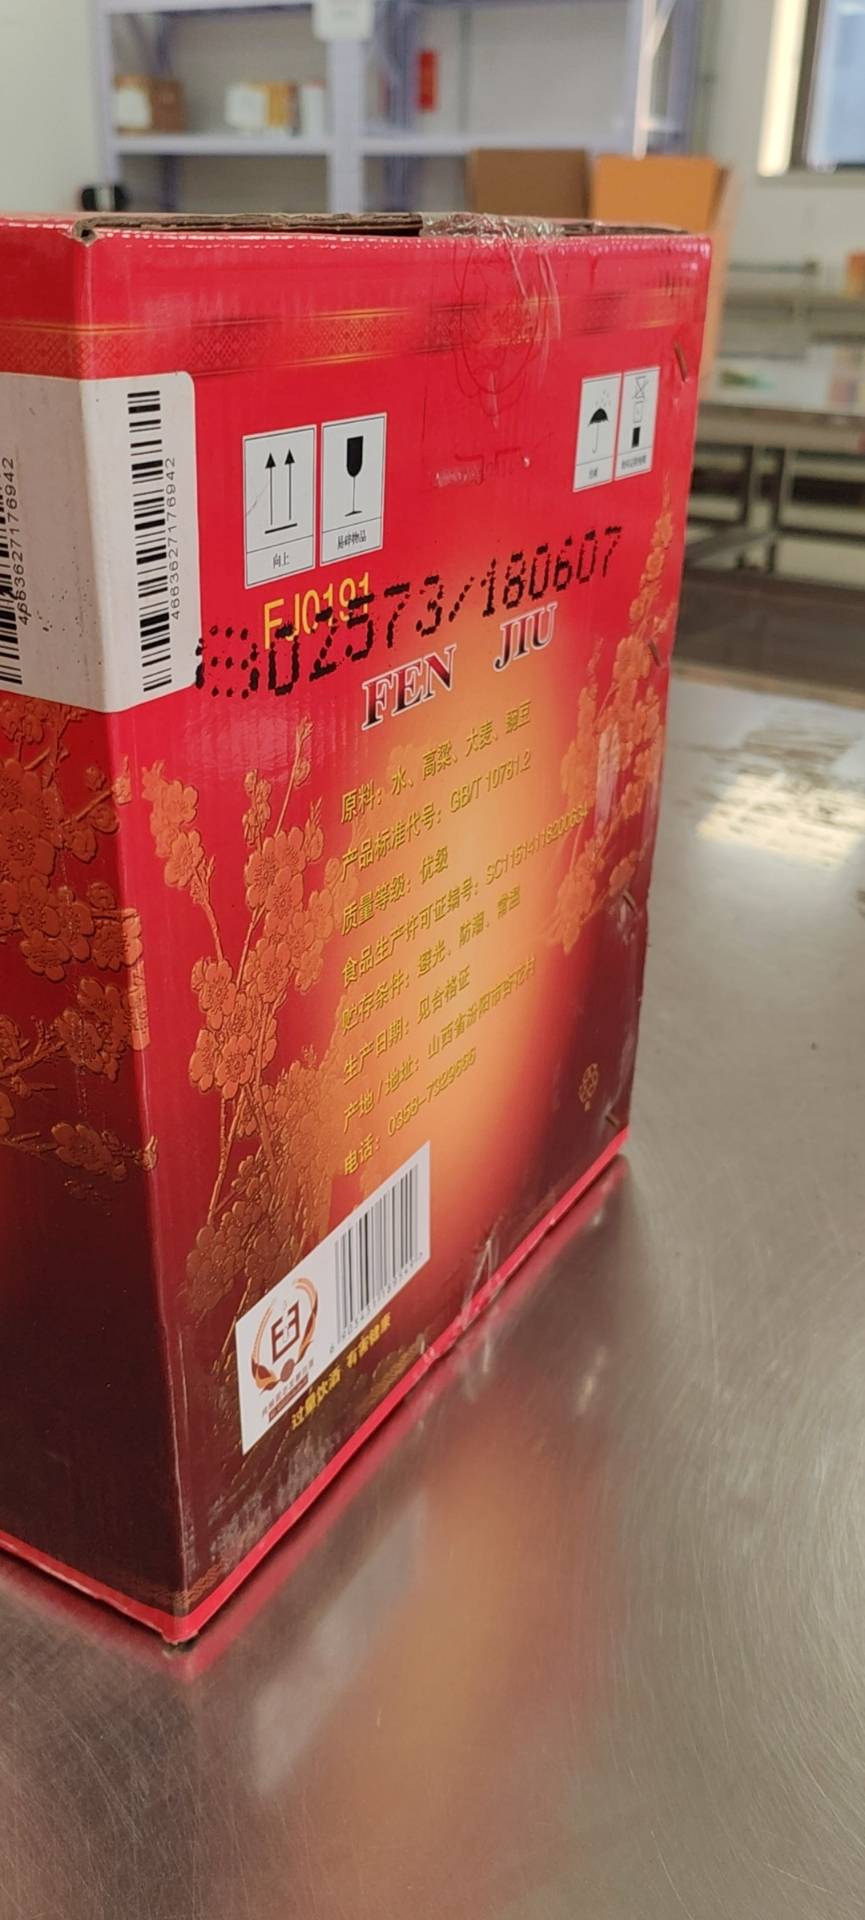 4663627176942
4663627176942
向上
易碎物品
FJ0191
02573/180607
FEN JIU
原料：水、高粱、大麦、豌豆
产品标准代号：GB/T 10781.2
质量等级：优级
食品生产许可证编号：
贮存条件：避光、防潮、常温
生产日期：见合格证
产地/地址：山西省汾阳市杏花村
电话：0358-7329666
过量饮酒 有害健康